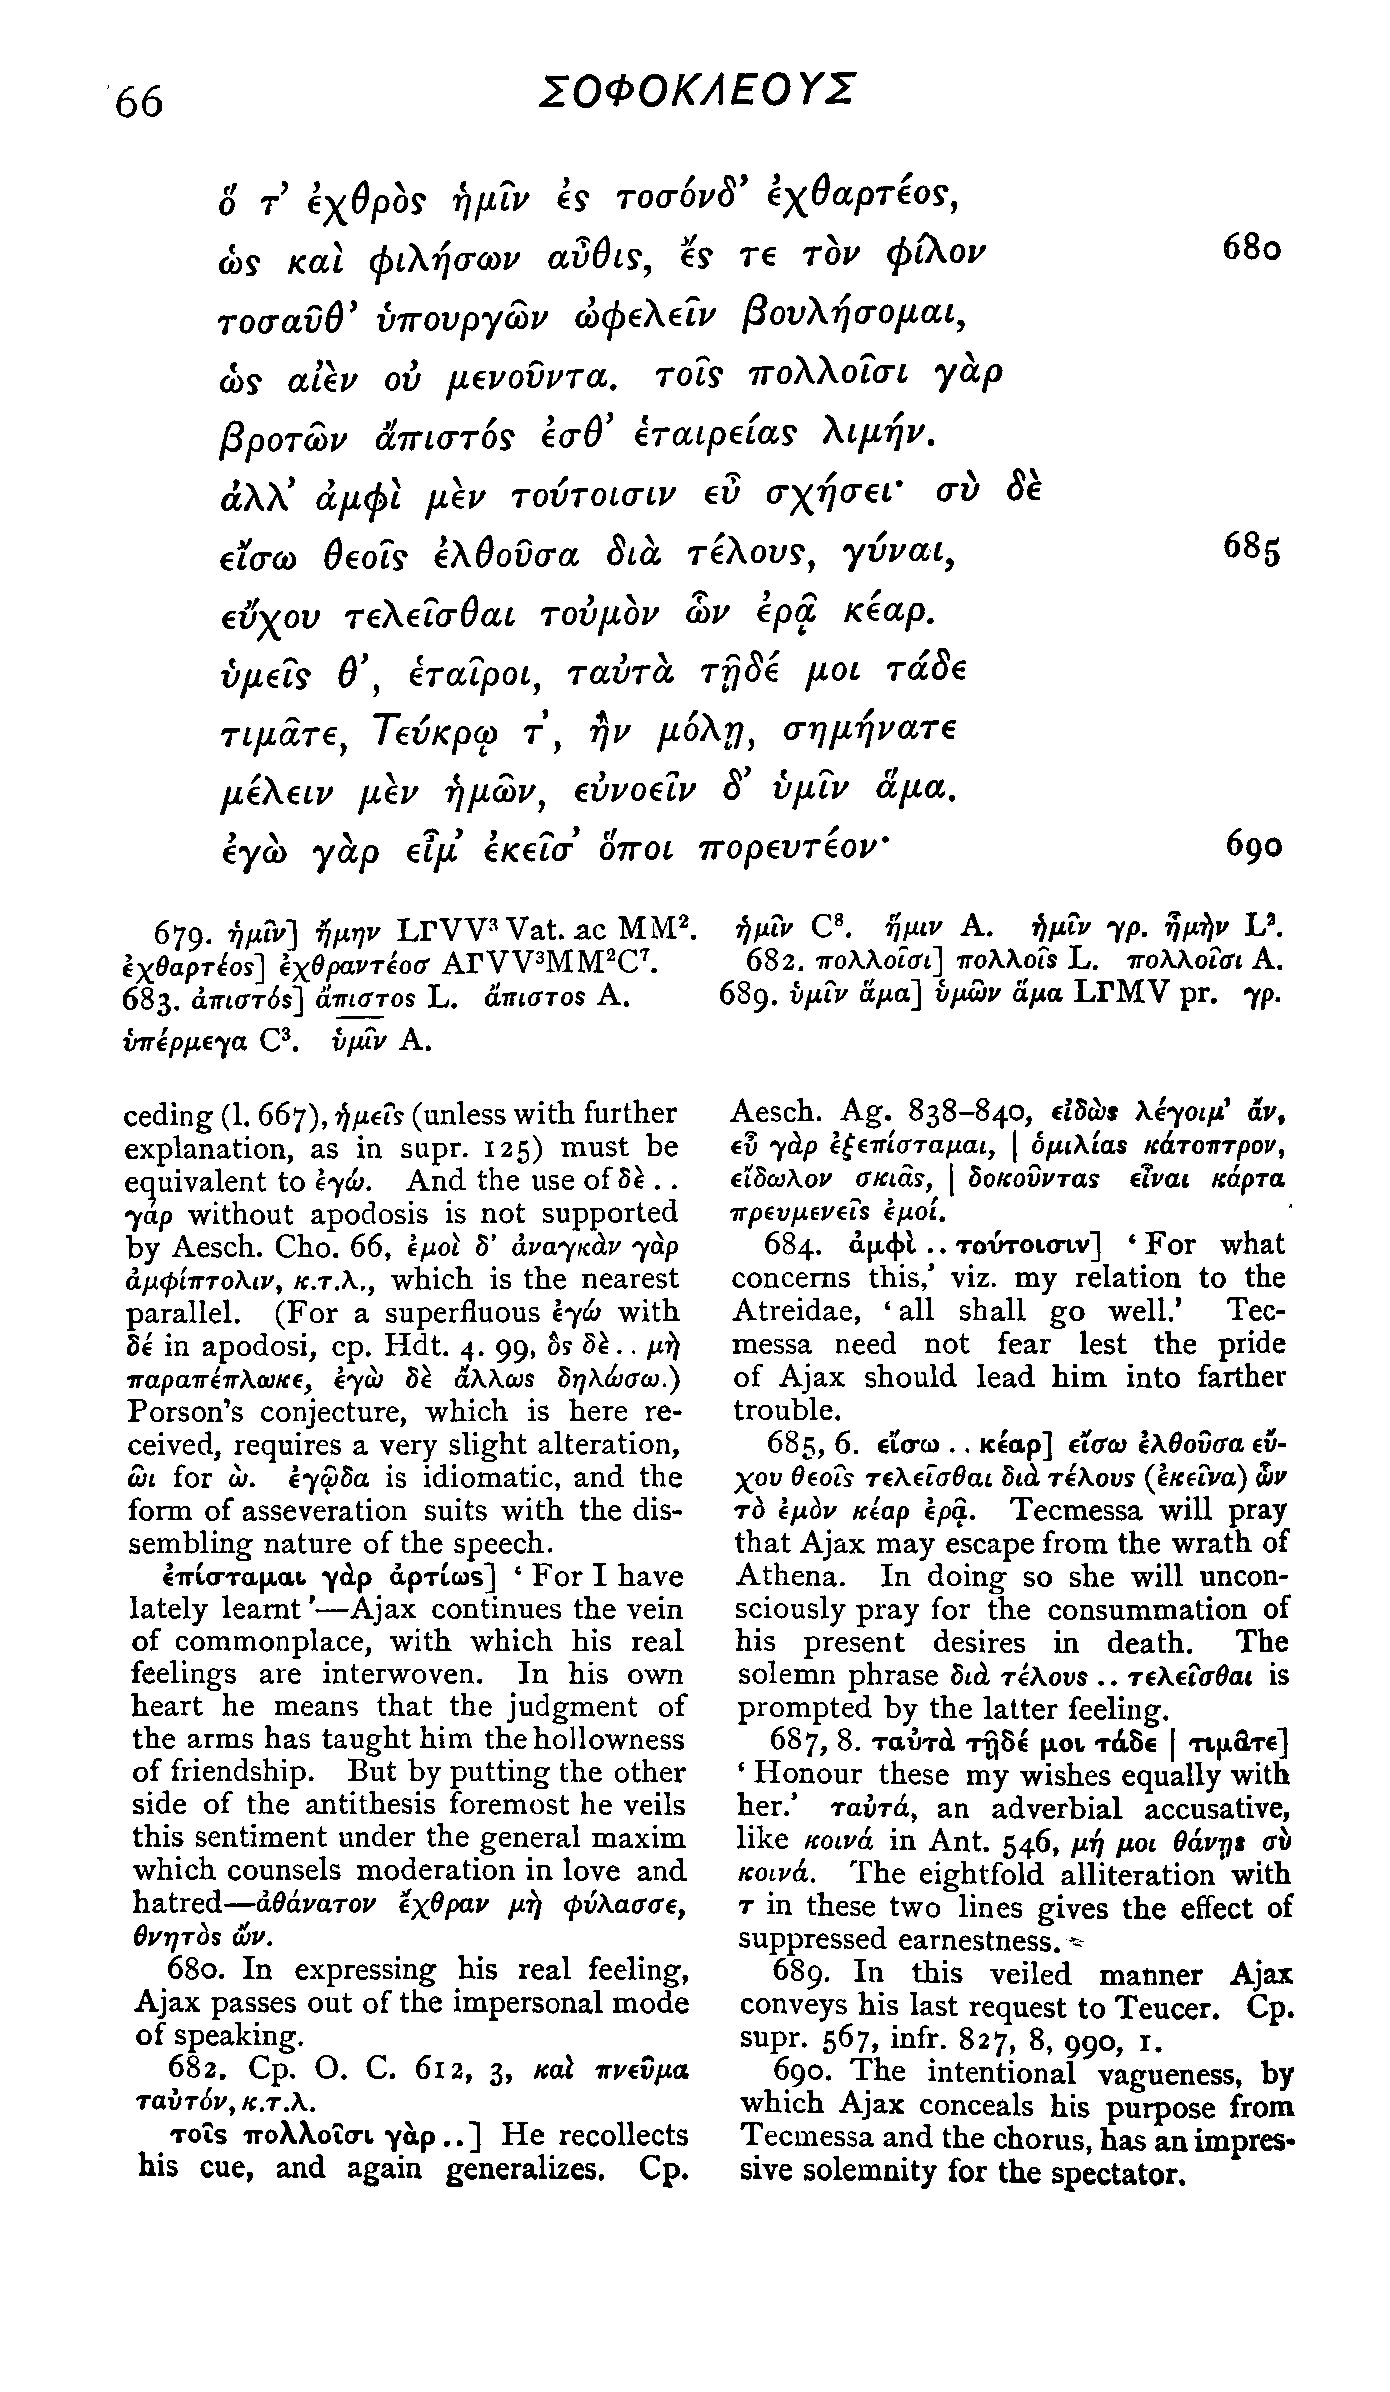 66
ΣΟΦΟΚΛΕΟΥΣ
ὅ τ’ ἐχθρὸς ἡμῖν ἐς τοσόνδ’ ἐχθαρτέος,
ὡς καὶ φιλήσων αὖθις, ἔς τε τὸν φίλον 680
τοσαῦθ’ ὑπουργῶν ὠφελεῖν βουλήσομαι,
ὡς αἰὲν οὐ μενοῦντα. τοῖς πολλοῖσι γὰρ
βροτῶν ἄπιστός ἐσθ’ ἑταιρείας λιμήν.
ἀλλ’ ἀμφὶ μὲν τούτοισιν εὖ σχήσει· σὺ δὲ
εἴσω θεοῖς ἐλθοῦσα διὰ τέλους, γύναι, 685
εὔχου τελεῖσθαι τοὐμὸν ὧν ἐρᾷ κέαρ.
ὑμεῖς θ’, ἑταῖροι, ταὐτὰ τῇδέ μοι τάδε
τιμᾶτε, Τεύκρῳ τ’, ἢν μόλῃ, σημήνατε
μέλειν μὲν ἡμῶν, εὐνοεῖν δ’ ὑμῖν ἅμα.
ἐγὼ γὰρ εἶμ’ ἐκεῖσ’ ὅποι πορευτέον· 690
679. ἡμῖν] ἤμην LΓVV³ Vat. ac MM². ἡμῖν C⁸. ἥμιν A. ἡμῖν γρ. ἦμὴν L³.
ἐχθαρτέος] ἐχθραντέοσ AΓVV³MM²C⁷. 682. πολλοῖσι] πολλοῖς L. πολλοῖσι A.
683. ἀπιστός] ἄπιστος L. ἄπιστος A. 689. ὑμῖν ἅμα] ὑμῶν ἅμα LΓMV pr. γρ.
ὑπέρμεγα C³. ὑμῖν A.
ceding (l. 667), ἡμεῖς (unless with further
explanation, as in supr. 125) must be
equivalent to ἐγώ. And the use of δὲ . .
γάρ without apodosis is not supported
by Aesch. Cho. 66, ἐμοὶ δ’ ἀναγκὰν γὰρ
ἀμφίπτολιν, κ.τ.λ., which is the nearest
parallel. (For a superfluous ἐγώ with
δέ in apodosi, cp. Hdt. 4. 99, ὃς δὲ . . μὴ
παραπέπλωκε, ἐγὼ δὲ ἄλλως δηλώσω.)
Porson’s conjecture, which is here re-
ceived, requires a very slight alteration,
ῶι for ὼ. ἐγᾦδα is idiomatic, and the
form of asseveration suits with the dis-
sembling nature of the speech.
ἐπίσταμαι γὰρ ἀρτίως] ‘ For I have
lately learnt ’—Ajax continues the vein
of commonplace, with which his real
feelings are interwoven. In his own
heart he means that the judgment of
the arms has taught him the hollowness
of friendship. But by putting the other
side of the antithesis foremost he veils
this sentiment under the general maxim
which counsels moderation in love and
hatred—ἀθάνατον ἔχθραν μὴ φύλασσε,
θνητὸς ὤν.
680. In expressing his real feeling,
Ajax passes out of the impersonal mode
of speaking.
682. Cp. O. C. 612, 3, καὶ πνεῦμα
ταὐτόν, κ.τ.λ.
τοῖς πολλοῖσι γὰρ . .] He recollects
his cue, and again generalizes. Cp.
Aesch. Ag. 838–840, εἰδὼς λέγοιμ’ ἄν,
εὖ γὰρ ἐξεπίσταμαι, | ὁμιλίας κάτοπτρον,
εἴδωλον σκιᾶς, | δοκοῦντας εἶναι κάρτα
πρευμενεῖς ἐμοί.
684. ἀμφὶ . . τούτοισιν] ‘ For what
concerns this,’ viz. my relation to the
Atreidae, ‘ all shall go well.’ Tec-
messa need not fear lest the pride
of Ajax should lead him into farther
trouble.
685, 6. εἴσω . . κέαρ] εἴσω ἐλθοῦσα εὔ-
χου θεοῖς τελεῖσθαι διὰ τέλους (ἐκεῖνα) ὧν
τὸ ἐμὸν κέαρ ἐρᾷ. Tecmessa will pray
that Ajax may escape from the wrath of
Athena. In doing so she will uncon-
sciously pray for the consummation of
his present desires in death. The
solemn phrase διὰ τέλους . . τελεῖσθαι is
prompted by the latter feeling.
687, 8. ταὐτὰ τῇδέ μοι τάδε | τιμᾶτε]
‘ Honour these my wishes equally with
her.’ ταὐτά, an adverbial accusative,
like κοινά in Ant. 546, μή μοι θάνῃς σὺ
κοινά. The eightfold alliteration with
τ in these two lines gives the effect of
suppressed earnestness.
689. In this veiled manner Ajax
conveys his last request to Teucer. Cp.
supr. 567, infr. 827, 8, 990, 1.
690. The intentional vagueness, by
which Ajax conceals his purpose from
Tecmessa and the chorus, has an impres-
sive solemnity for the spectator.